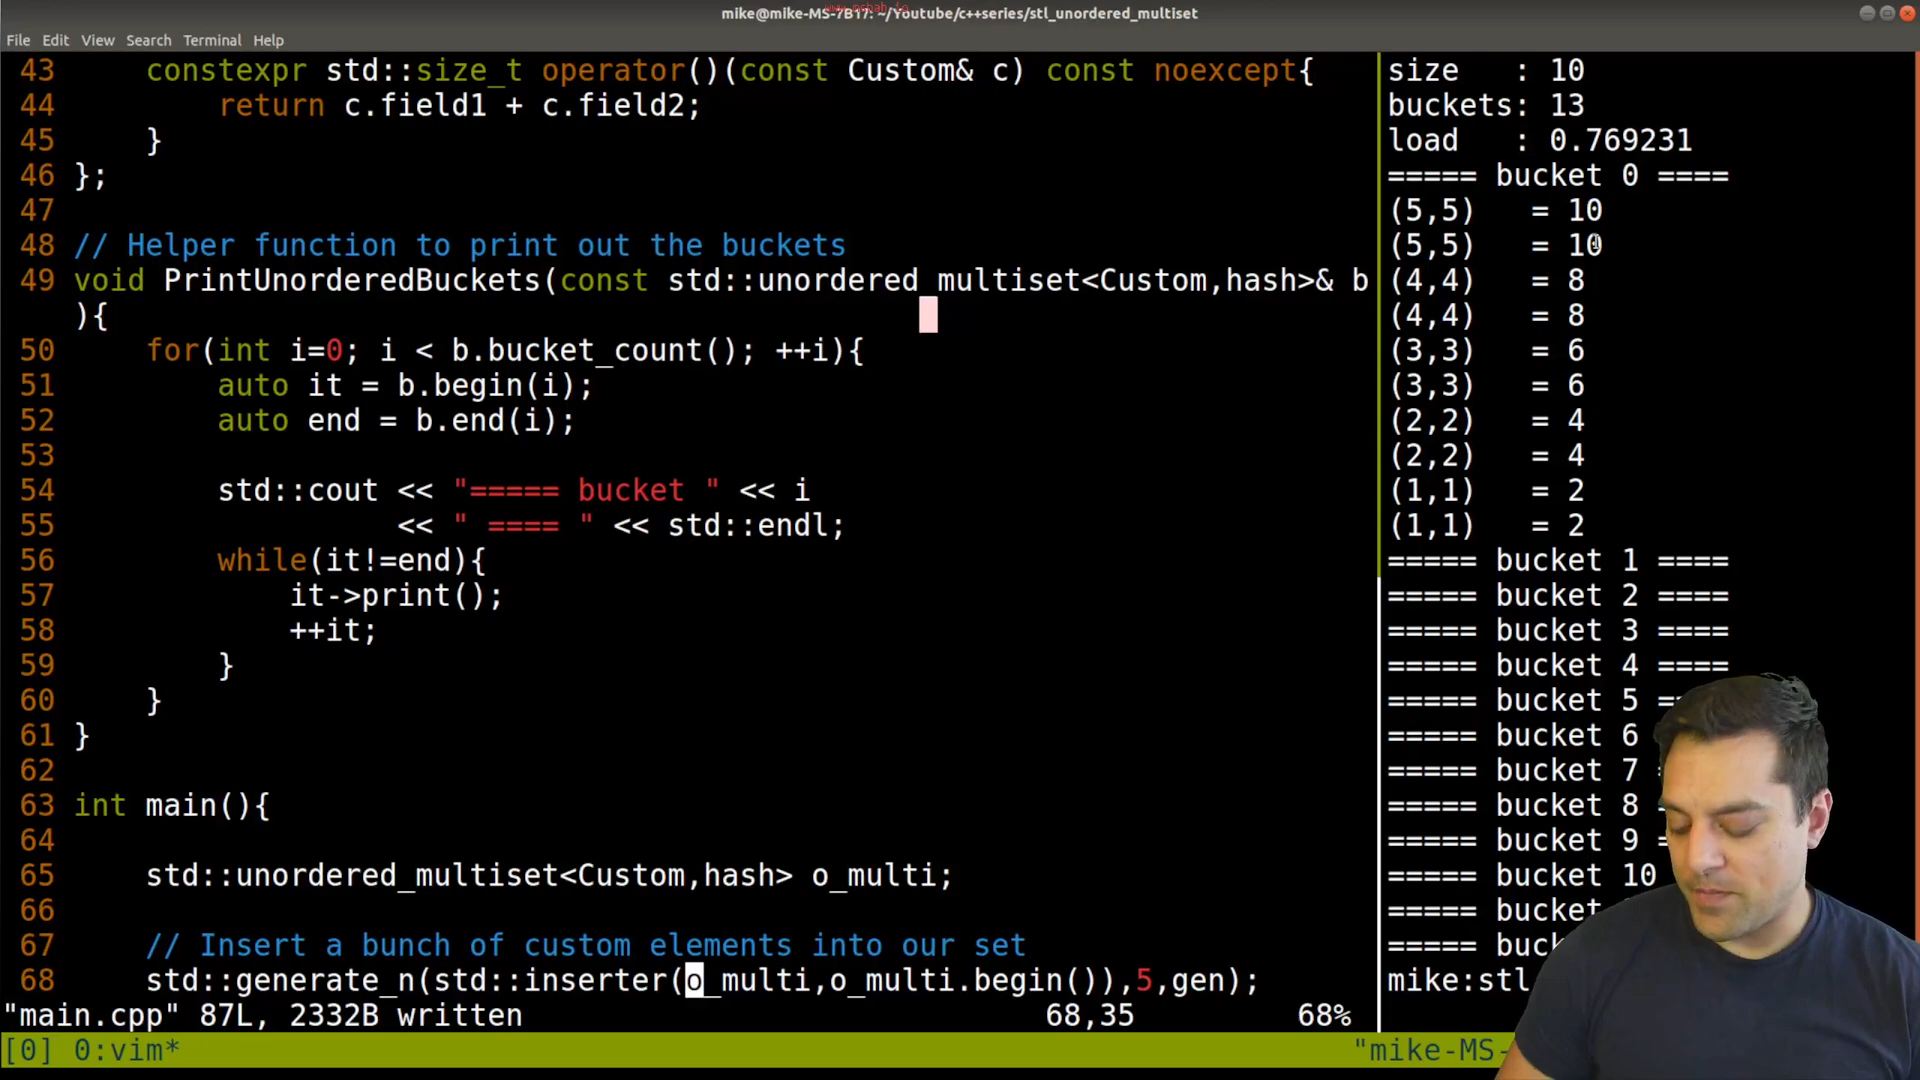 www.mshah.io
mike@mike-MS-7B17: ~/Youtube/c++series/stl_unordered_multiset
File Edit View Search Terminal Help
43     constexpr std::size_t operator()(const Custom& c) const noexcept{
44         return c.field1 + c.field2;
45     }
46 };
47
48 // Helper function to print out the buckets
49 void PrintUnorderedBuckets(const std::unordered_multiset<Custom,hash>& b
){
50     for(int i=0; i < b.bucket_count(); ++i){
51         auto it = b.begin(i);
52         auto end = b.end(i);
53
54         std::cout << "===== bucket " << i
55                   << " ==== " << std::endl;
56         while(it!=end){
57             it->print();
58             ++it;
59         }
60     }
61 }
62
63 int main(){
64
65     std::unordered_multiset<Custom,hash> o_multi;
66
67     // Insert a bunch of custom elements into our set
68     std::generate_n(std::inserter(o_multi,o_multi.begin()),5,gen);
"main.cpp" 87L, 2332B written 68,35 68%
size   : 10
buckets: 13
load   : 0.769231
===== bucket 0 ====
(5,5)   = 10
(5,5)   = 10
(4,4)   = 8
(4,4)   = 8
(3,3)   = 6
(3,3)   = 6
(2,2)   = 4
(2,2)   = 4
(1,1)   = 2
(1,1)   = 2
===== bucket 1 ====
===== bucket 2 ====
===== bucket 3 ====
===== bucket 4 ====
===== bucket 5 =
===== bucket 6
===== bucket 7
===== bucket 8
===== bucket 9
===== bucket 10
===== bucket
===== buck
mike:stl
[0] 0:vim* "mike-MS-